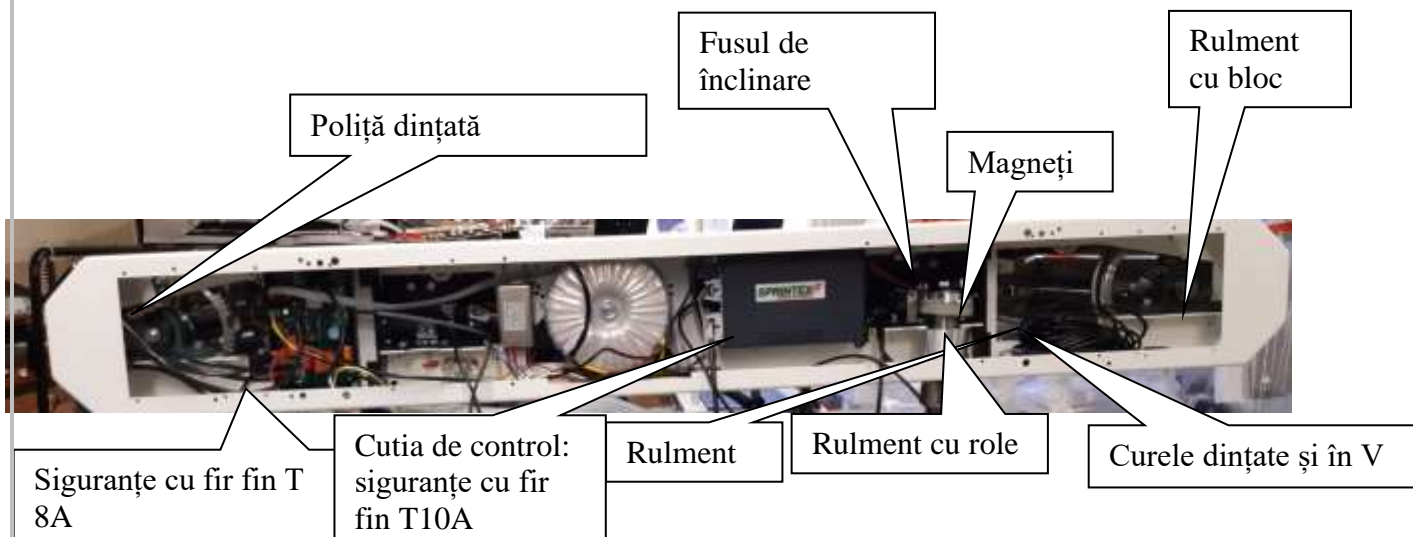 Fusul de
înclinare
Rulment
cu bloc
Poliță dințată
Magneți
SPRINTEX
Siguranțe cu fir fin T
8A
Cutia de control:
siguranțe cu fir
fin T10A
Rulment
Rulment cu role
Curele dințate și în V